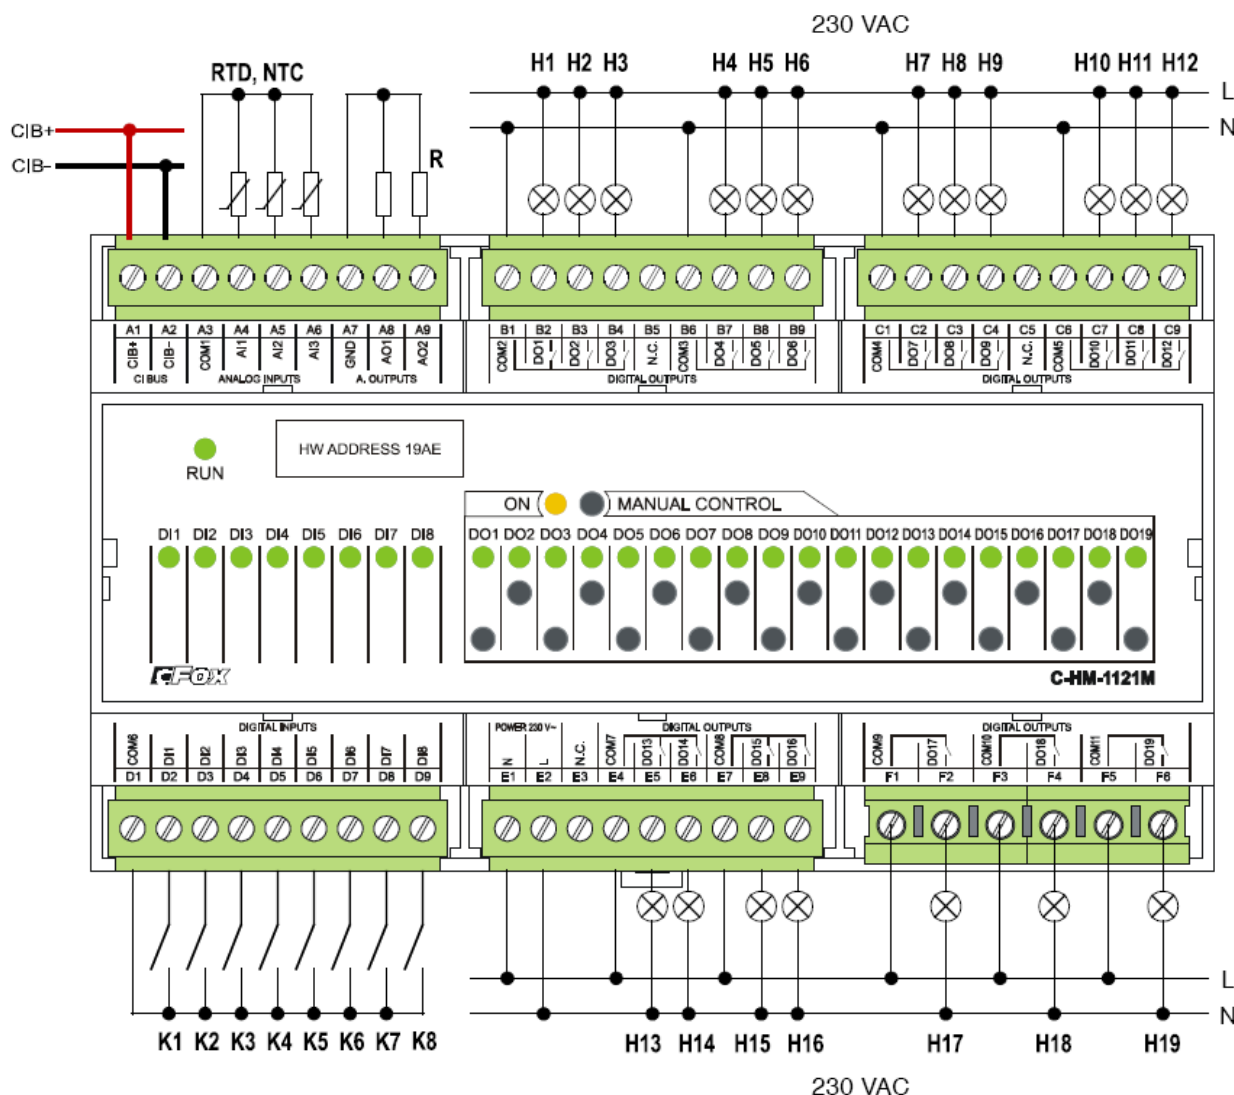 230 VAC
H1 H2 H3 H4 H5 H6 H7 H8 H9 H10 H11 H12
RTD, NTC
L
CIB+
N
CIB−
R
A1 A2 A3 A4 A5 A6 A7 A8 A9
CIB+ CIB− COM1 AI1 AI2 AI3 GND AO1 AO2
CI BUS ANALOG INPUTS A. OUTPUTS
B1 B2 B3 B4 B5 B6 B7 B8 B9
COM2 DO1 DO2 DO3 N.C. COM3 DO4 DO5 DO6
DIGITAL OUTPUTS
C1 C2 C3 C4 C5 C6 C7 C8 C9
COM4 DO7 DO8 DO9 N.C. COM5 DO10 DO11 DO12
DIGITAL OUTPUTS
RUN
HW ADDRESS 19AE
ON MANUAL CONTROL
DI1 DI2 DI3 DI4 DI5 DI6 DI7 DI8
DO1 DO2 DO3 DO4 DO5 DO6 DO7 DO8 DO9 DO10 DO11 DO12 DO13 DO14 DO15 DO16 DO17 DO18 DO19
CFox
C-HM-1121M
DIGITAL INPUTS
COM6 DI1 DI2 DI3 DI4 DI5 DI6 DI7 DI8
D1 D2 D3 D4 D5 D6 D7 D8 D9
POWER 230 V~ DIGITAL OUTPUTS
N L N.C. COM7 DO13 DO14 COM8 DO15 DO16
E1 E2 E3 E4 E5 E6 E7 E8 E9
DIGITAL OUTPUTS
COM9 DO17 COM10 DO18 COM11 DO19
F1 F2 F3 F4 F5 F6
L
N
K1 K2 K3 K4 K5 K6 K7 K8
H13 H14 H15 H16 H17 H18 H19
230 VAC